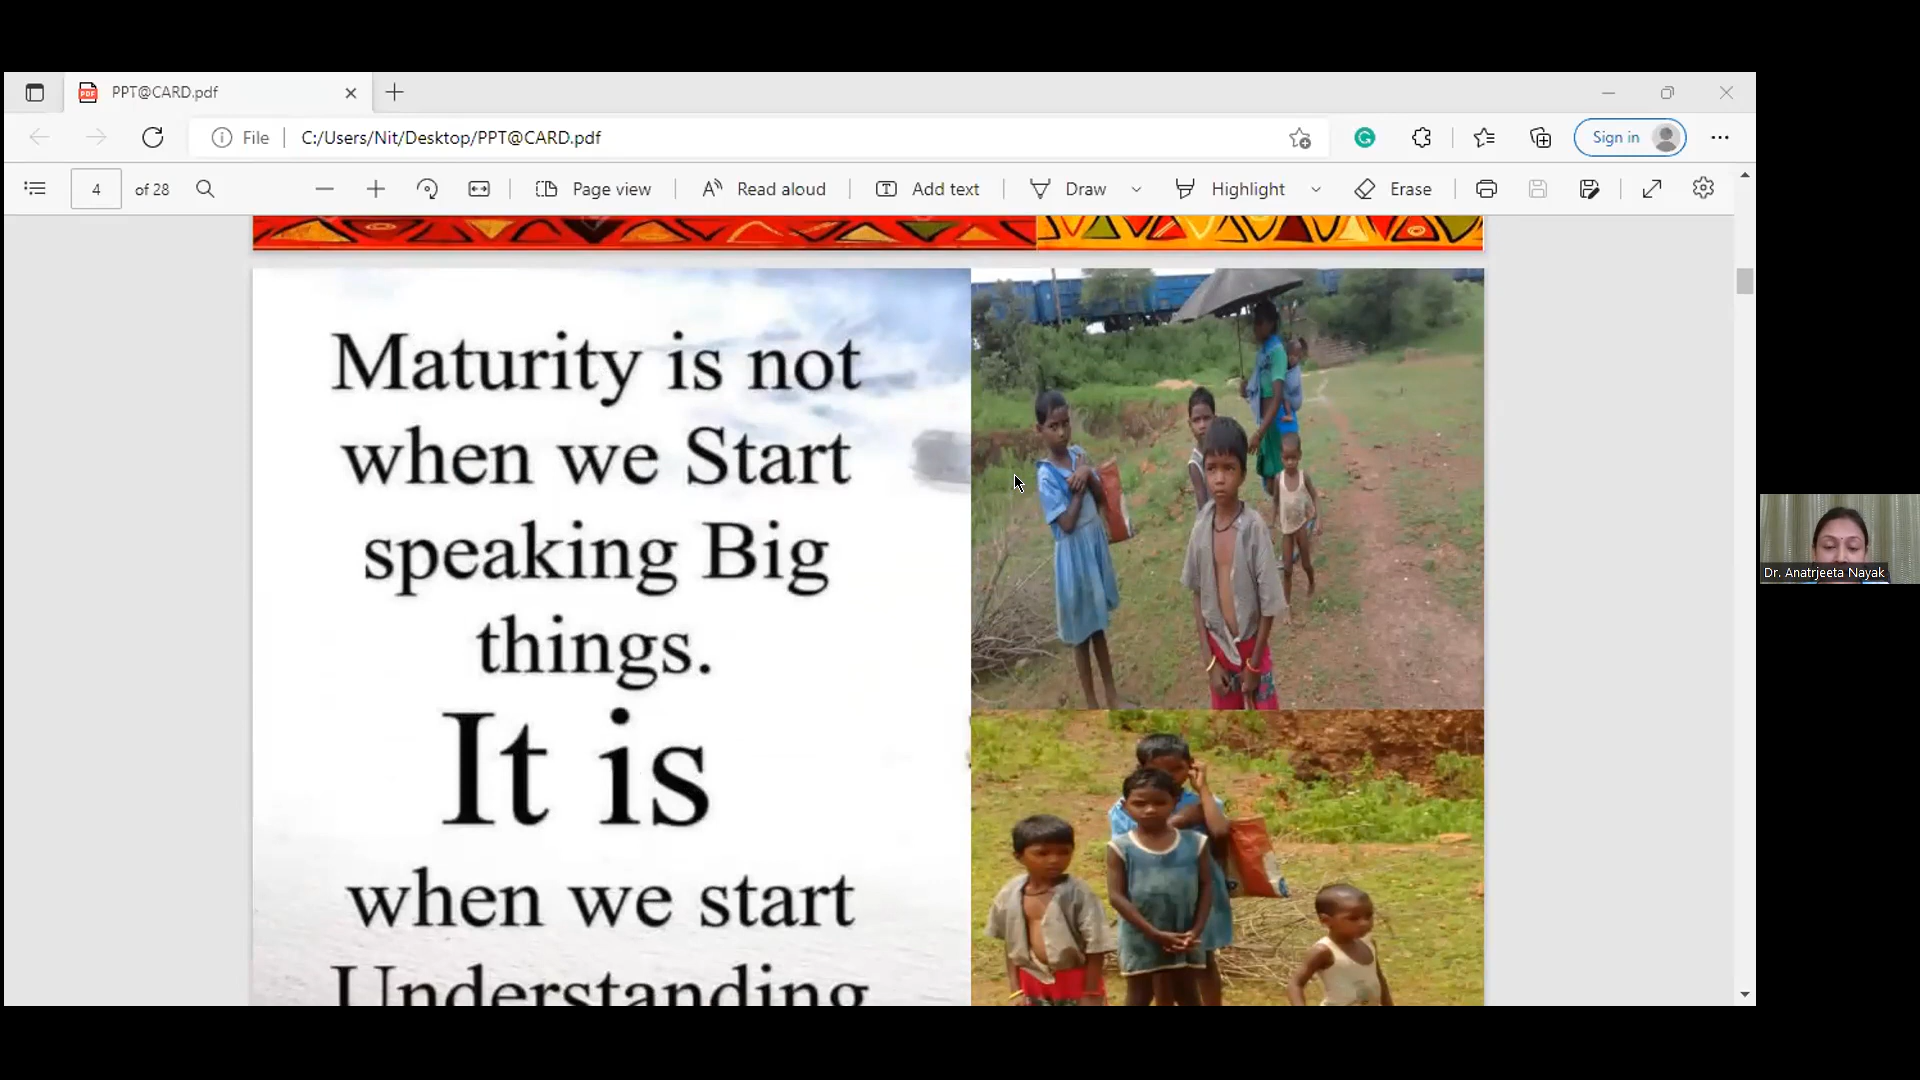 PPT@CARD.pdf
File C:/Users/Nit/Desktop/PPT@CARD.pdf Sign in
4 of 28 Page view Read aloud Add text Draw Highlight Erase
Maturity is not
when we Start
speaking Big
things.
It is
when we start
Understanding
Dr. Anatrjeeta Nayak